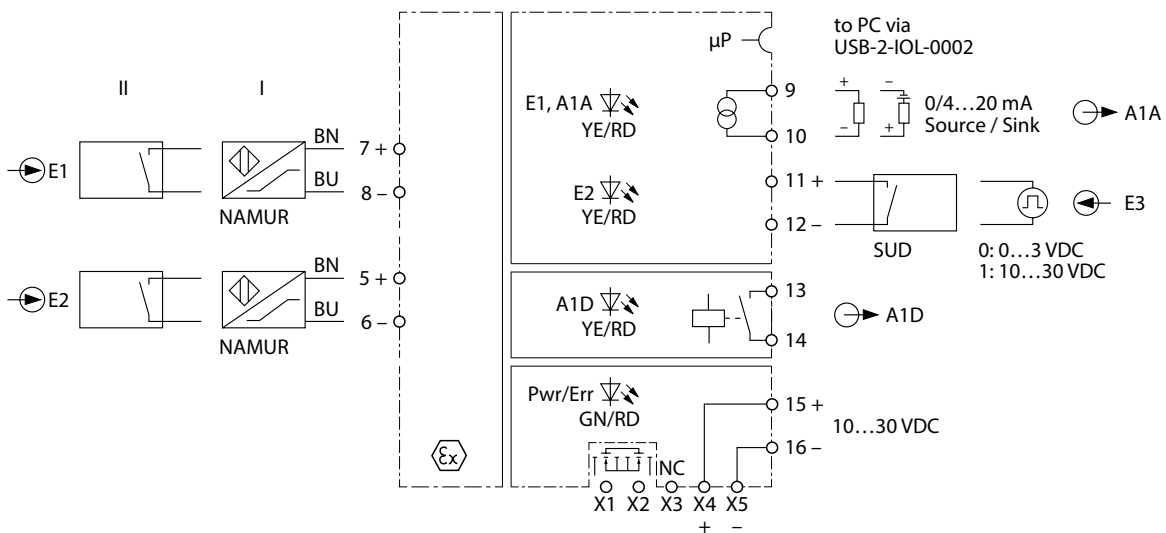 to PC via
USB-2-IOL-0002
µP
II
I
E1
BN
7 +
BU
8 –
NAMUR
E2
BN
5 +
BU
6 –
NAMUR
εx
E1, A1A
YE/RD
9
10
+
–
–
+
0/4…20 mA
Source / Sink
A1A
E2
YE/RD
11 +
12 –
SUD
E3
0: 0…3 VDC
1: 10…30 VDC
A1D
YE/RD
13
14
A1D
Pwr/Err
GN/RD
15 +
16 –
10…30 VDC
NC
X1 X2 X3 X4 X5
+ –